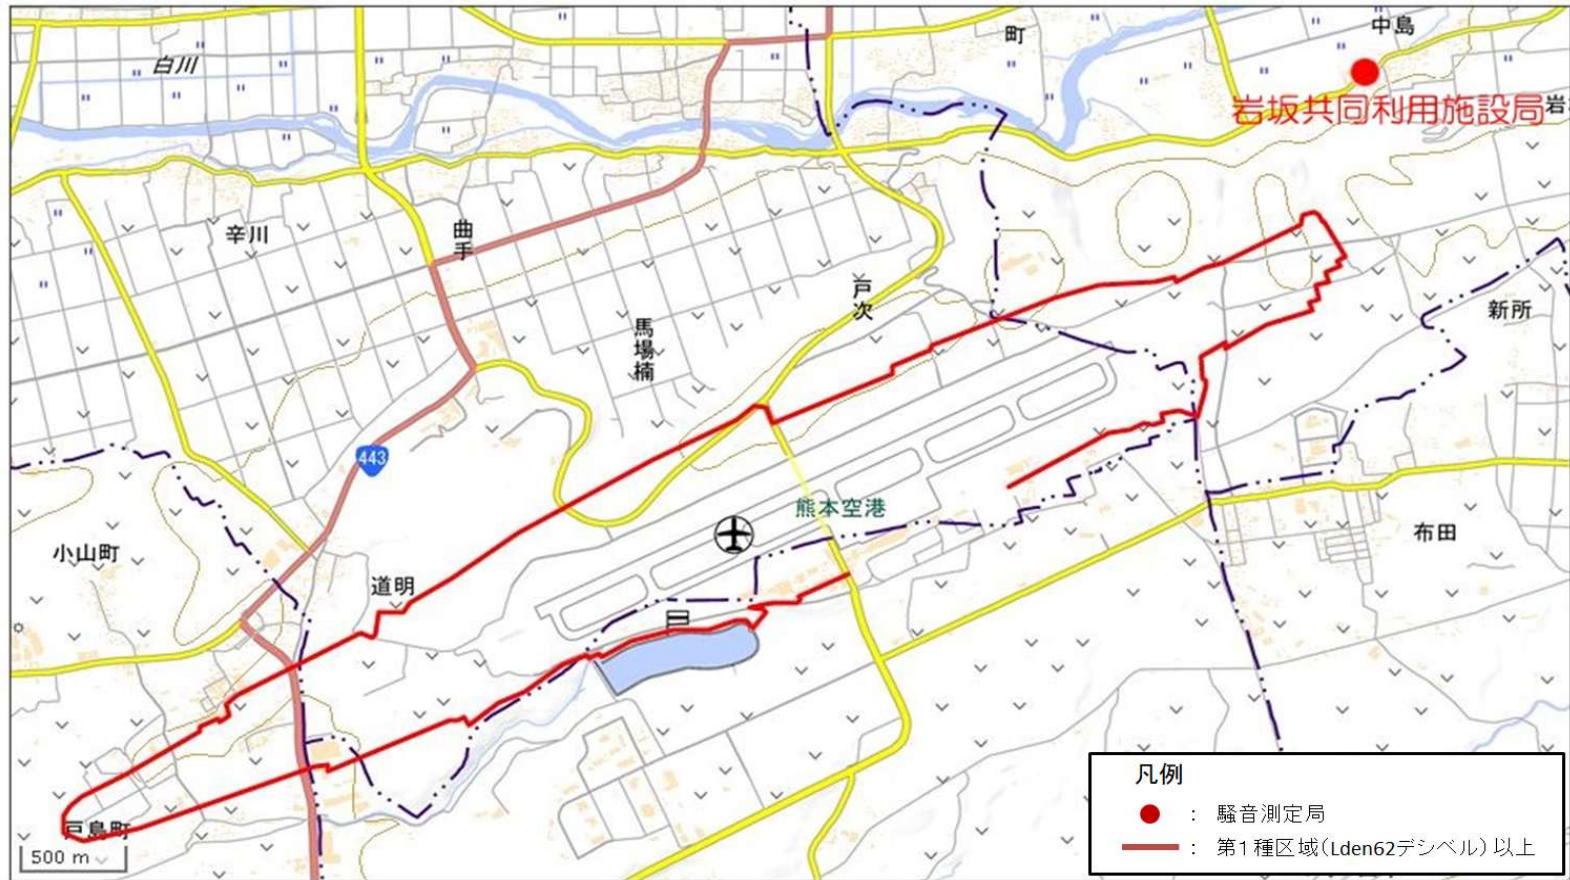 中島
町
白川
岩坂共同利用施設局
岩
辛川
曲手
戸次
馬場楠
新所
443
熊本空港
布田
小山町
道明
戸島町
500 m
凡例
： 騒音測定局
： 第1種区域(Lden62デシベル)以上